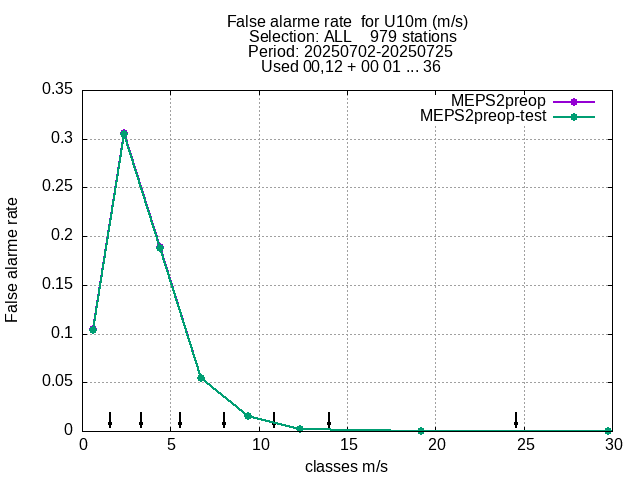 False alarme rate  for U10m (m/s)
Selection: ALL    979 stations
Period: 20250702-20250725
Used 00,12 + 00 01 ... 36
MEPS2preop
MEPS2preop-test
False alarme rate
0.35
0.3
0.25
0.2
0.15
0.1
0.05
0
0 5 10 15 20 25 30
classes m/s